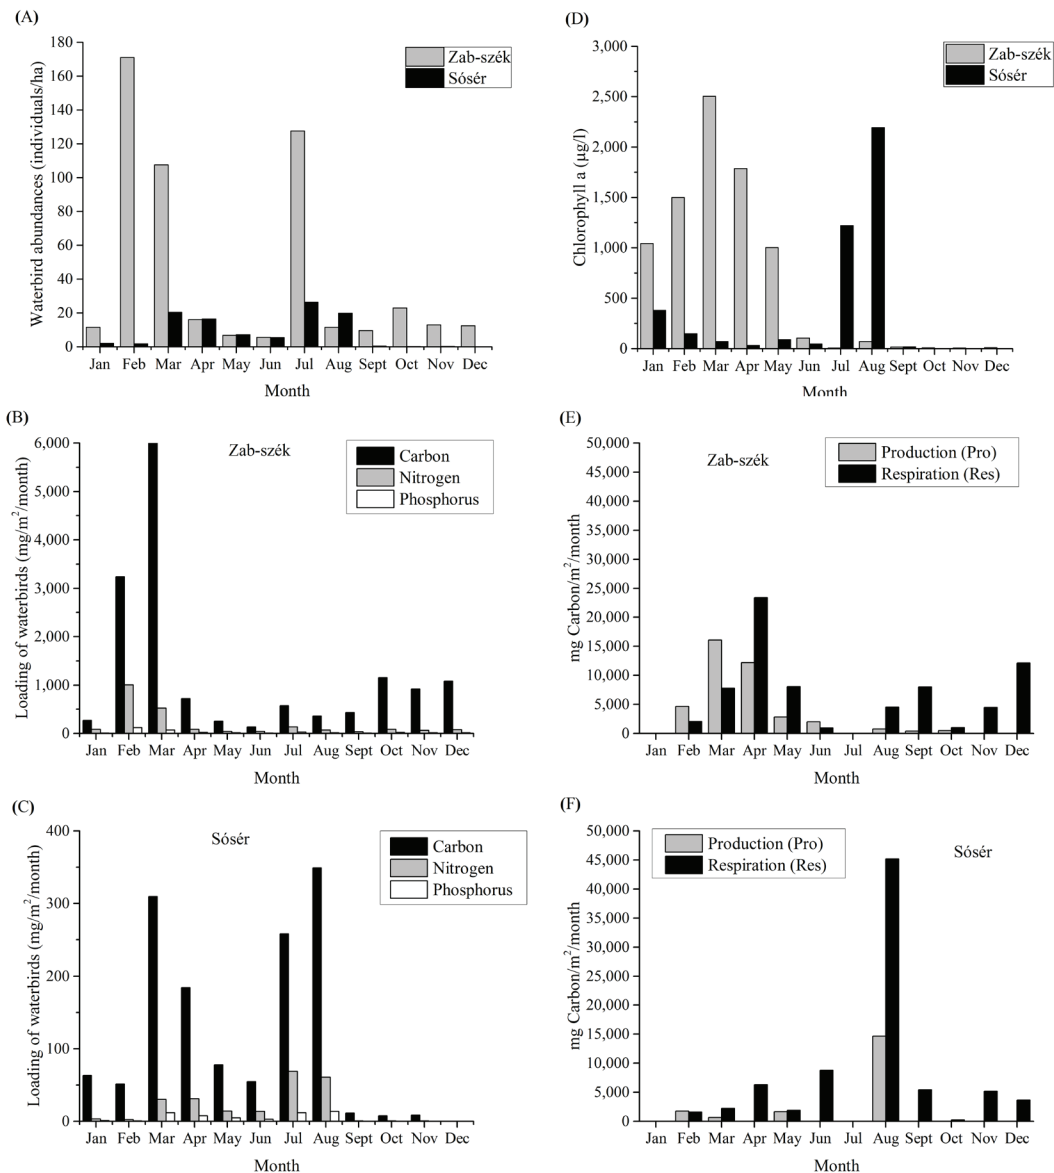 (A)
180
160
140
120
100
80
60
40
20
0
Waterbird abundances (individuals/ha)
Zab-szék
Sósér
Jan Feb Mar Apr May Jun Jul Aug Sept Oct Nov Dec
Month
(D)
3,000
2,500
2,000
1,500
1,000
500
0
Chlorophyll a (µg/l)
Zab-szék
Sósér
Jan Feb Mar Apr May Jun Jul Aug Sept Oct Nov Dec
Month
(B)
6,000
5,000
4,000
3,000
2,000
1,000
0
Loading of waterbirds (mg/m²/month)
Zab-szék
Carbon
Nitrogen
Phosphorus
Jan Feb Mar Apr May Jun Jul Aug Sept Oct Nov Dec
Month
(E)
50,000
45,000
40,000
35,000
30,000
25,000
20,000
15,000
10,000
5,000
0
mg Carbon/m²/month
Zab-szék
Production (Pro)
Respiration (Res)
Jan Feb Mar Apr May Jun Jul Aug Sept Oct Nov Dec
Month
(C)
400
300
200
100
0
Loading of waterbirds (mg/m²/month)
Sósér
Carbon
Nitrogen
Phosphorus
Jan Feb Mar Apr May Jun Jul Aug Sept Oct Nov Dec
Month
(F)
50,000
45,000
40,000
35,000
30,000
25,000
20,000
15,000
10,000
5,000
0
mg Carbon/m²/month
Production (Pro)
Respiration (Res)
Sósér
Jan Feb Mar Apr May Jun Jul Aug Sept Oct Nov Dec
Month